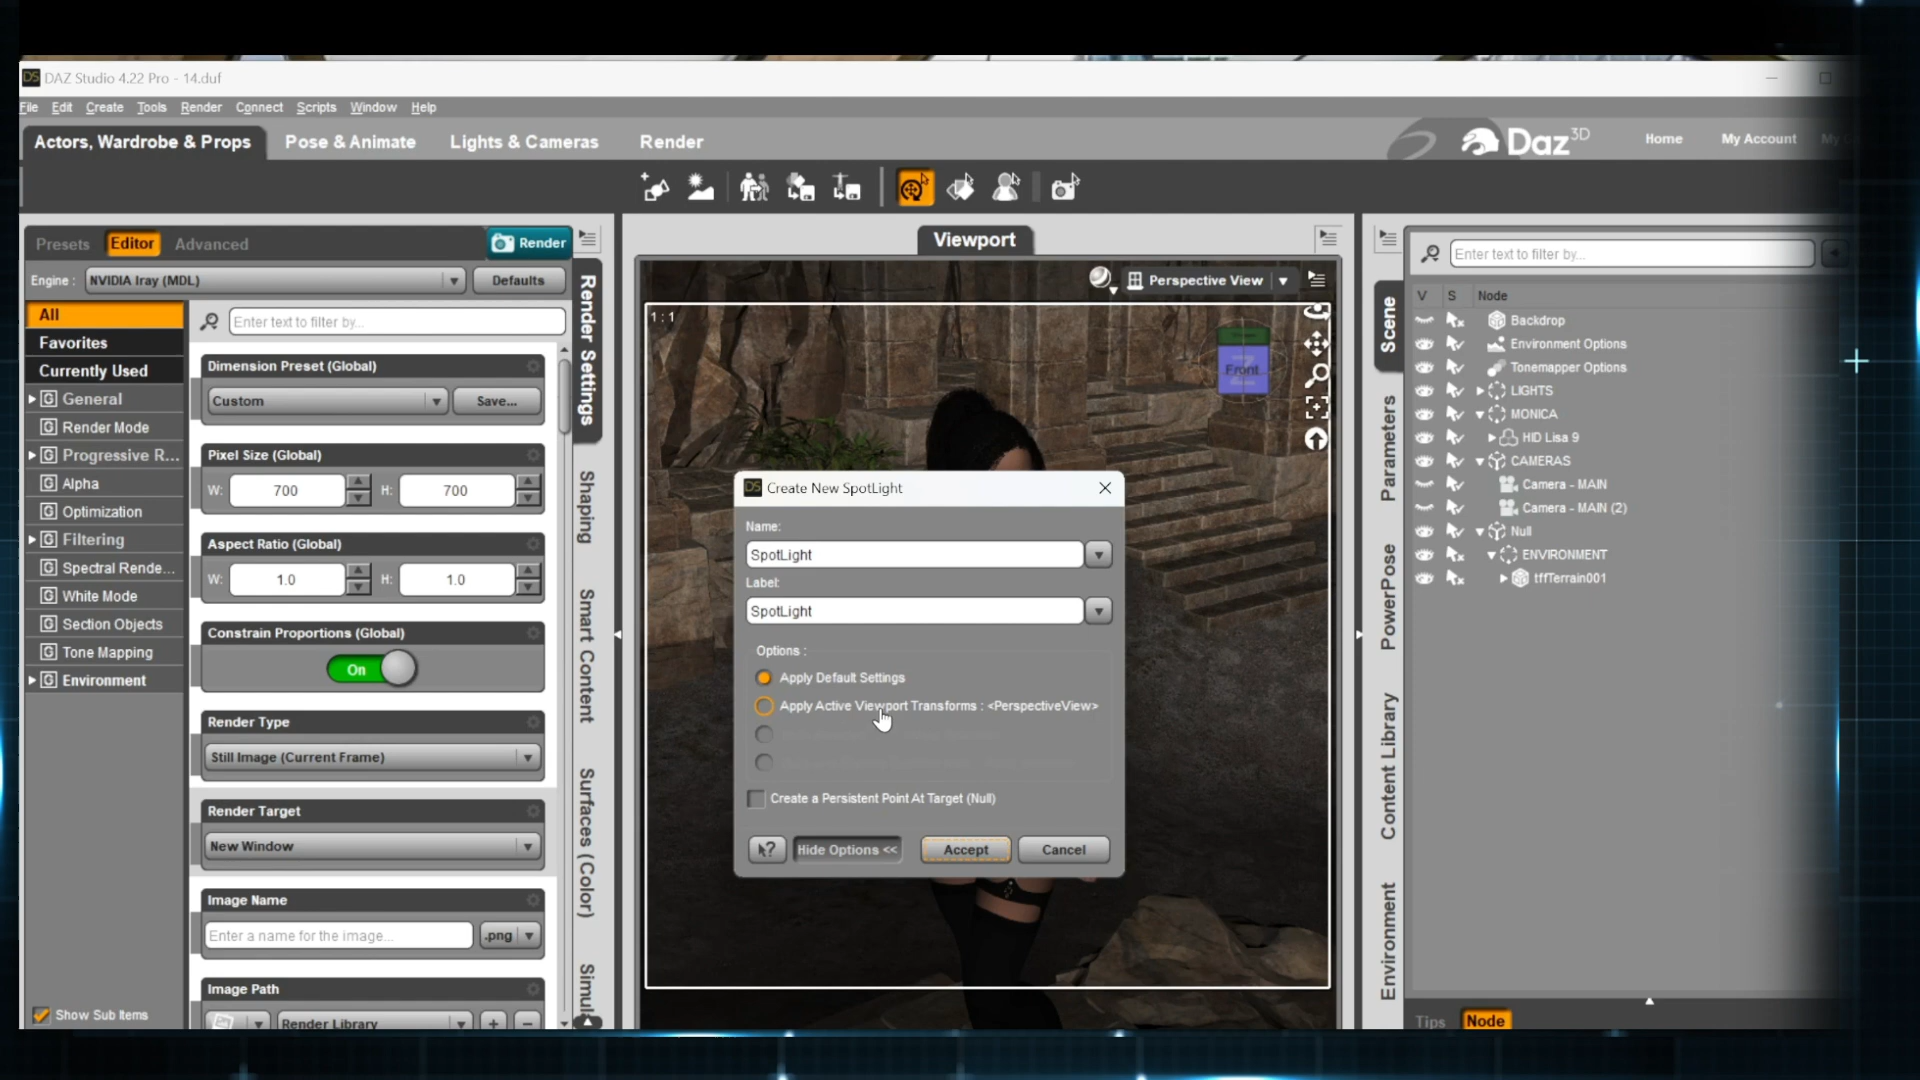 DAZ Studio 4.22 Pro - 14.duf
File Edit Create Tools Render Connect Scripts Window Help
Actors, Wardrobe & Props Pose & Animate Lights & Cameras Render
Daz 3D Home My Account
Presets Editor Advanced Render
Engine : NVIDIA Iray (MDL) Defaults
All
Favorites
Currently Used
General
Render Mode
Progressive R...
Alpha
Optimization
Filtering
Spectral Rende...
White Mode
Section Objects
Tone Mapping
Environment
Show Sub Items
Enter text to filter by...
Dimension Preset (Global)
Custom Save...
Pixel Size (Global)
W: 700 H: 700
Aspect Ratio (Global)
W: 1.0 H: 1.0
Constrain Proportions (Global)
On
Render Type
Still Image (Current Frame)
Render Target
New Window
Image Name
Enter a name for the image... .png
Image Path
Render Library
Render Settings
Shaping
Smart Content
Surfaces (Color)
Simul
Viewport
Perspective View
1 : 1
Front
Create New SpotLight
Name:
SpotLight
Label:
SpotLight
Options :
Apply Default Settings
Apply Active Viewport Transforms : <PerspectiveView>
Create a Persistent Point At Target (Null)
Hide Options << Accept Cancel
Scene
Parameters
PowerPose
Content Library
Environment
Enter text to filter by...
V S Node
Backdrop
Environment Options
Tonemapper Options
LIGHTS
MONICA
HID Lisa 9
CAMERAS
Camera - MAIN
Camera - MAIN (2)
Null
ENVIRONMENT
tffTerrain001
Tips Node